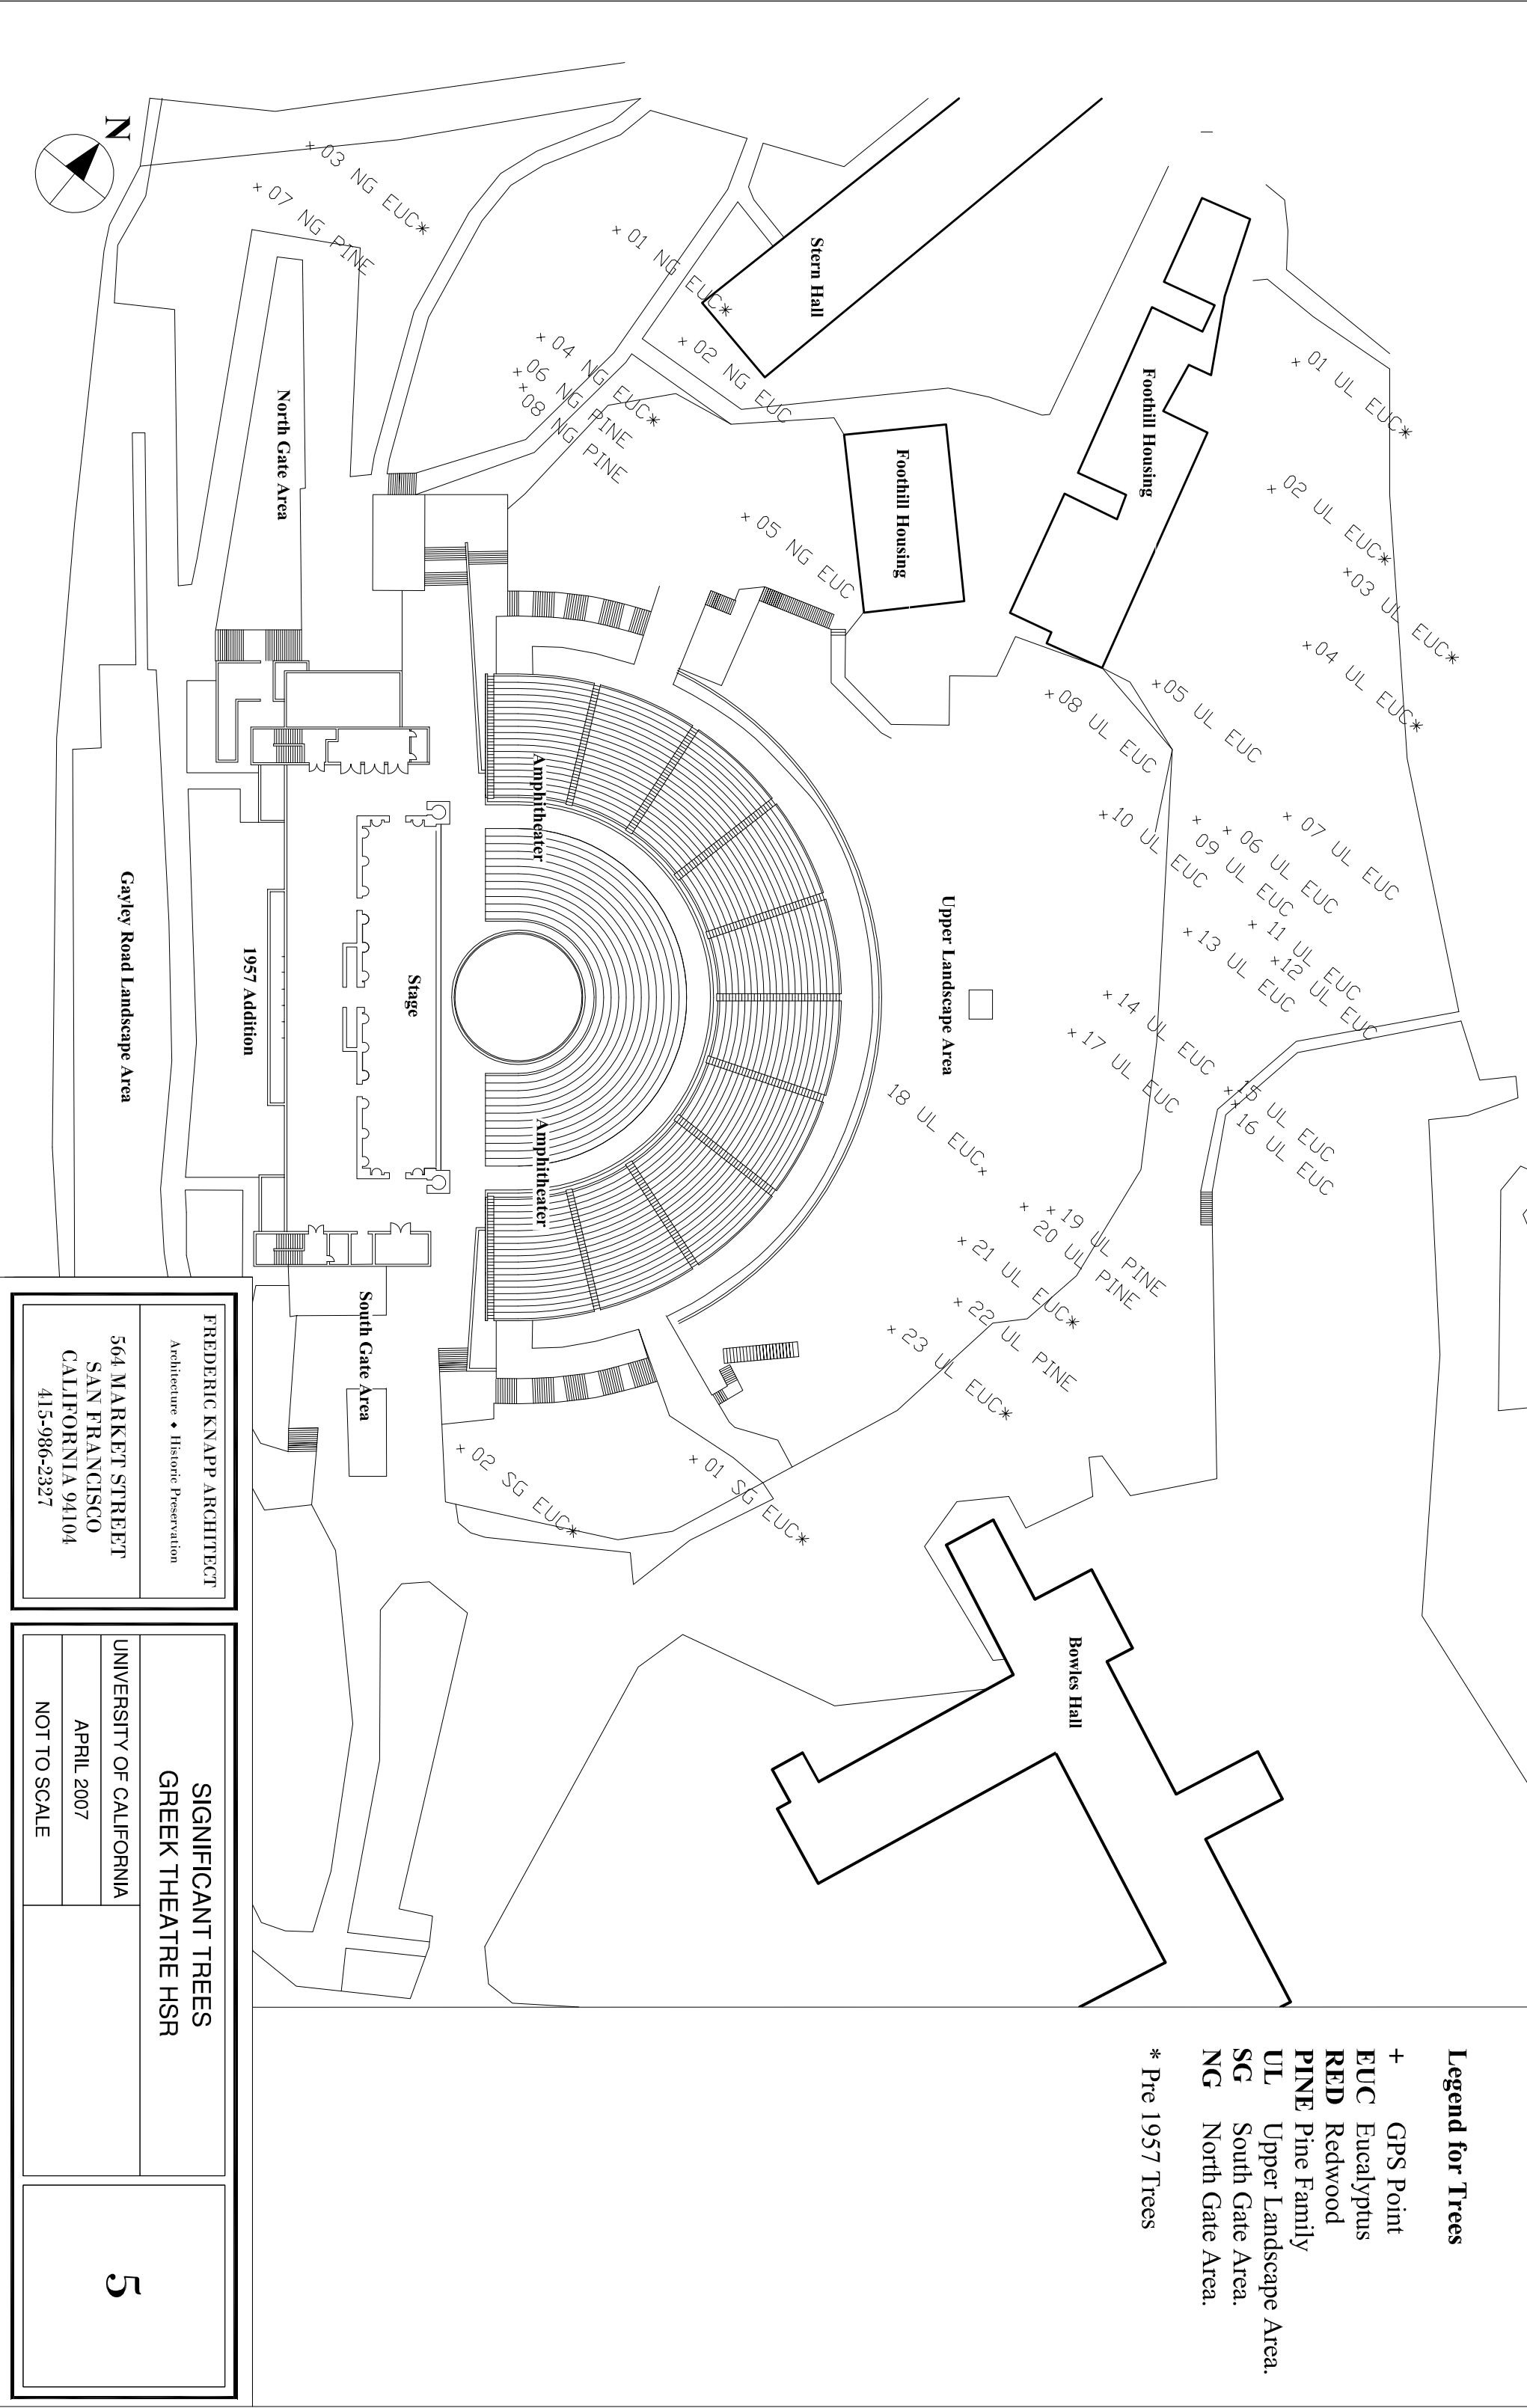 N
+ 03 NG EUC*
+ 07 NG PINE
+ 01 NG EUC*
+ 02 NG EUC
+ 04 NG EUC*
+ 06 NG PINE
+ 08 NG PINE
+ 05 NG EUC
Stern Hall
Foothill Housing
Foothill Housing
+ 01 UL EUC*
+ 02 UL EUC*
+ 03 UL EUC*
+ 04 UL EUC*
+ 05 UL EUC
+ 08 UL EUC
+ 07 UL EUC
+ 06 UL EUC
+ 09 UL EUC
+ 10 UL EUC
+ 11 UL EUC
+ 12 UL EUC
+ 13 UL EUC
+ 14 UL EUC
+ 17 UL EUC
+ 15 UL EUC
+ 16 UL EUC
18 UL EUC+
+ 19 UL PINE
+ 20 UL PINE
+ 21 UL EUC*
+ 22 UL PINE
+ 23 UL EUC*
+ 01 SG EUC*
+ 02 SG EUC*
North Gate Area
Amphitheater
Amphitheater
Upper Landscape Area
Stage
1957 Addition
Gayley Road Landscape Area
South Gate Area
Bowles Hall
Legend for Trees
+ GPS Point
EUC Eucalyptus
RED Redwood
PINE Pine Family
UL Upper Landscape Area.
SG South Gate Area.
NG North Gate Area.
* Pre 1957 Trees
FREDERIC KNAPP ARCHITECT
Architecture ♦ Historic Preservation
564 MARKET STREET
SAN FRANCISCO
CALIFORNIA 94104
415-986-2327
SIGNIFICANT TREES
GREEK THEATRE HSR
UNIVERSITY OF CALIFORNIA
APRIL 2007
NOT TO SCALE
5